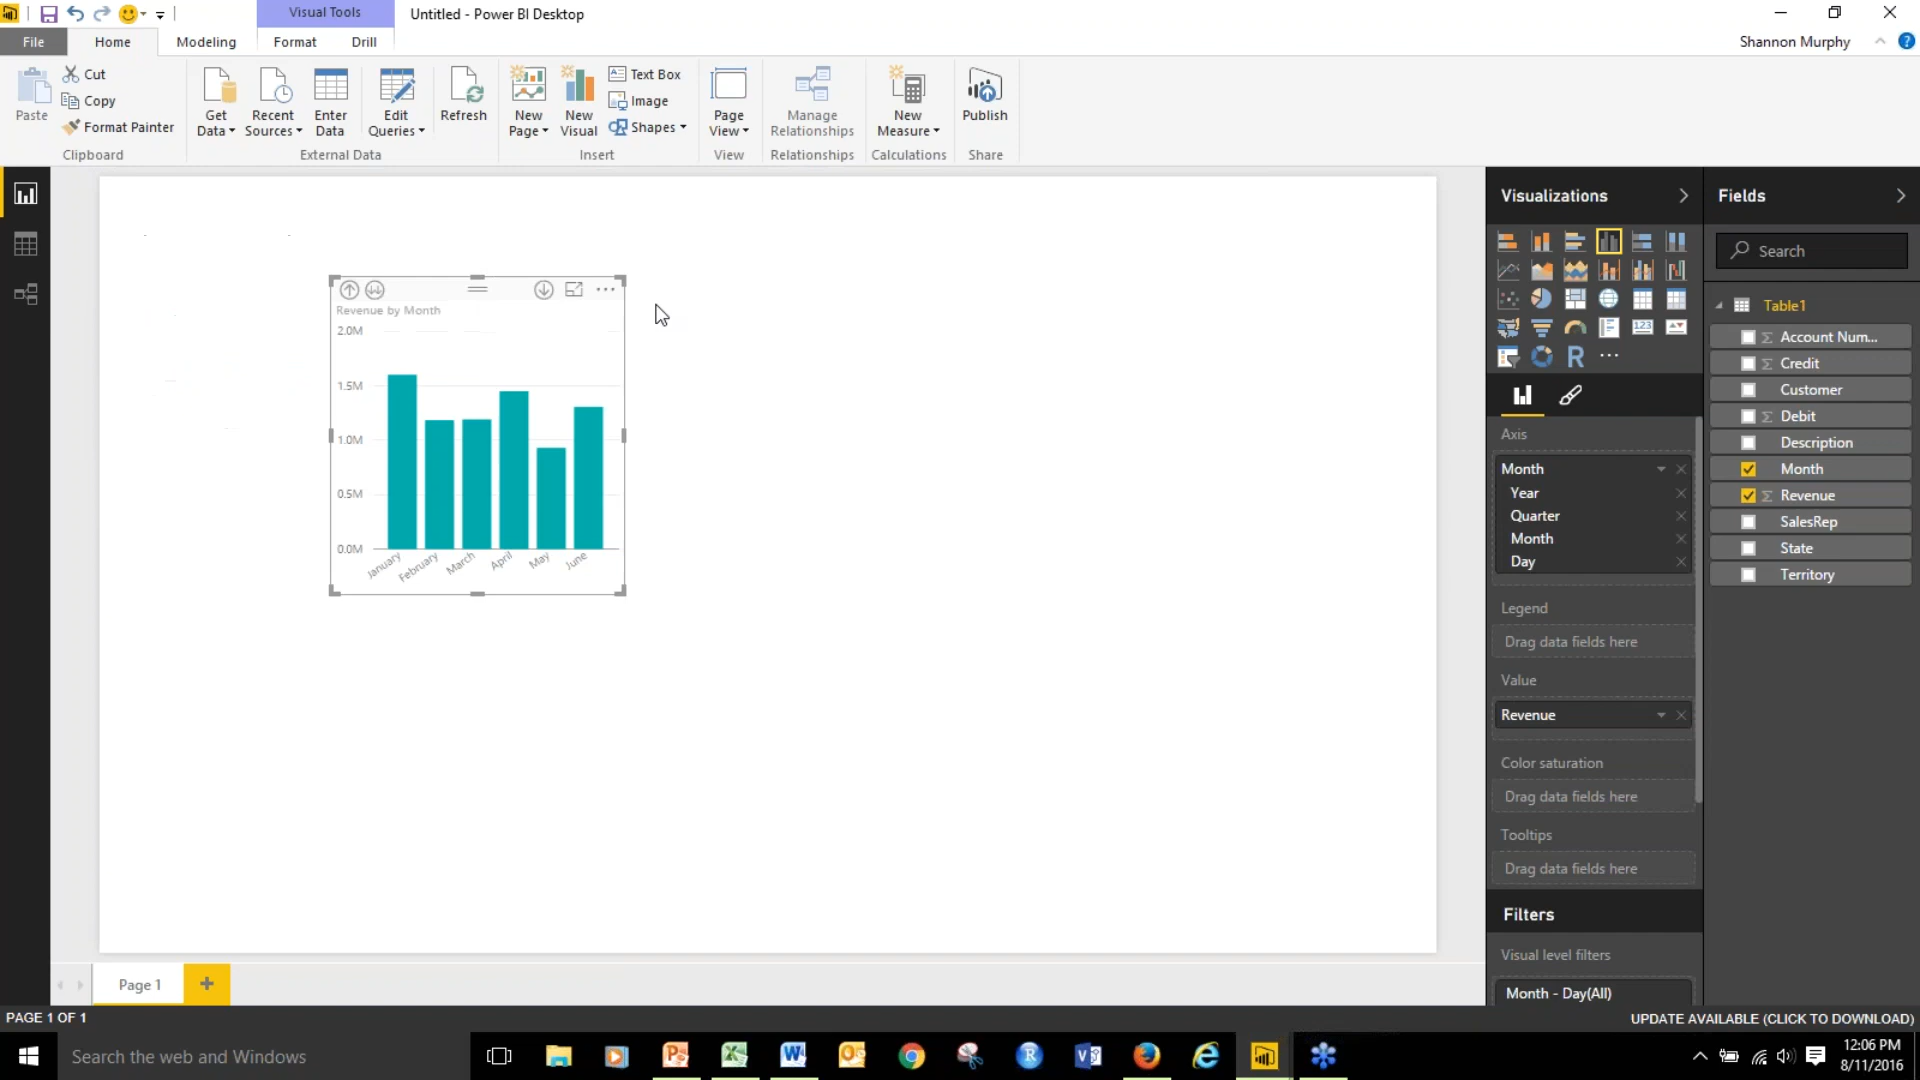 Visual Tools
Untitled - Power BI Desktop
File
Home
Modeling
Format
Drill
Shannon Murphy
?
Paste
Cut
Copy
Format Painter
Clipboard
Get Data
Recent Sources
Enter Data
Edit Queries
Refresh
External Data
New Page
New Visual
Text Box
Image
Shapes
Insert
Page View
View
Manage Relationships
Relationships
New Measure
Calculations
Publish
Share
Revenue by Month
2.0M
1.5M
1.0M
0.5M
0.0M
January
February
March
April
May
June
Visualizations
123
R
Axis
Month
Year
Quarter
Month
Day
Legend
Drag data fields here
Value
Revenue
Color saturation
Drag data fields here
Tooltips
Drag data fields here
Filters
Visual level filters
Month - Day(All)
Fields
Search
Table1
Σ Account Num...
Σ Credit
Customer
Σ Debit
Description
Month
Σ Revenue
SalesRep
State
Territory
Page 1
PAGE 1 OF 1
UPDATE AVAILABLE (CLICK TO DOWNLOAD)
Search the web and Windows
12:06 PM
8/11/2016